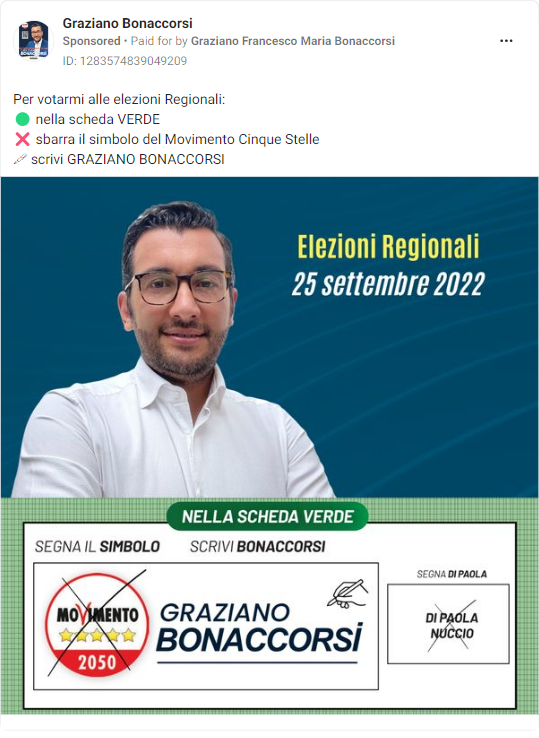 Graziano Bonaccorsi
Sponsored • Paid for by Graziano Francesco Maria Bonaccorsi
ID: 1283574839049209
Per votarmi alle elezioni Regionali:
🟢 nella scheda VERDE
❌ sbarra il simbolo del Movimento Cinque Stelle
🖋 scrivi GRAZIANO BONACCORSI
Elezioni Regionali
25 settembre 2022
NELLA SCHEDA VERDE
SEGNA IL SIMBOLO SCRIVI BONACCORSI
SEGNA DI PAOLA
MOVIMENTO
2050
GRAZIANO
BONACCORSI
DI PAOLA
NUCCIO